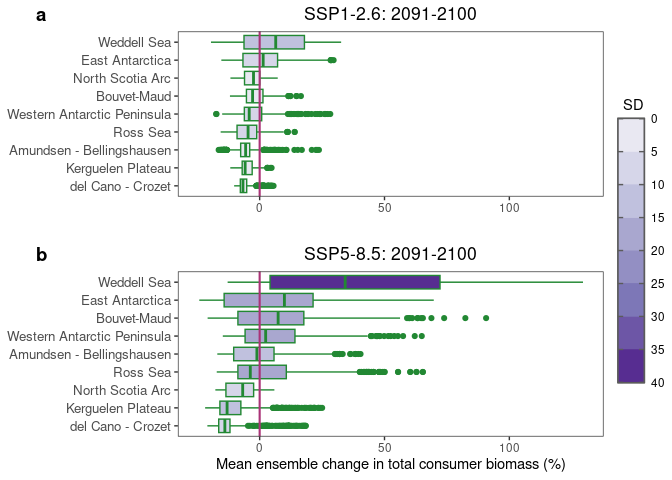 a
SSP1-2.6: 2091-2100
Weddell Sea
East Antarctica
North Scotia Arc
Bouvet-Maud
Western Antarctic Peninsula
Ross Sea
Amundsen - Bellingshausen
Kerguelen Plateau
del Cano - Crozet
0 50 100
b
SSP5-8.5: 2091-2100
Weddell Sea
East Antarctica
Bouvet-Maud
Western Antarctic Peninsula
Amundsen - Bellingshausen
Ross Sea
North Scotia Arc
Kerguelen Plateau
del Cano - Crozet
0 50 100
Mean ensemble change in total consumer biomass (%)
SD
0
5
10
15
20
25
30
35
40